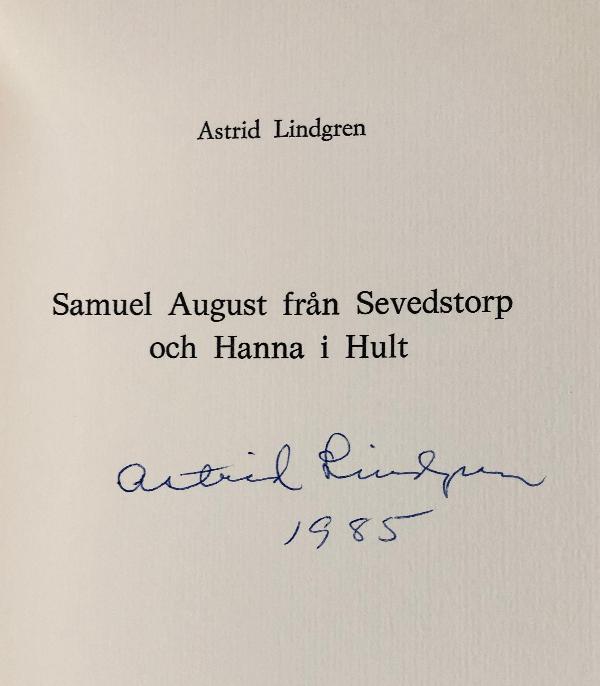 Astrid Lindgren
Samuel August från Sevedstorp
och Hanna i Hult
Astrid Lindgren
1985